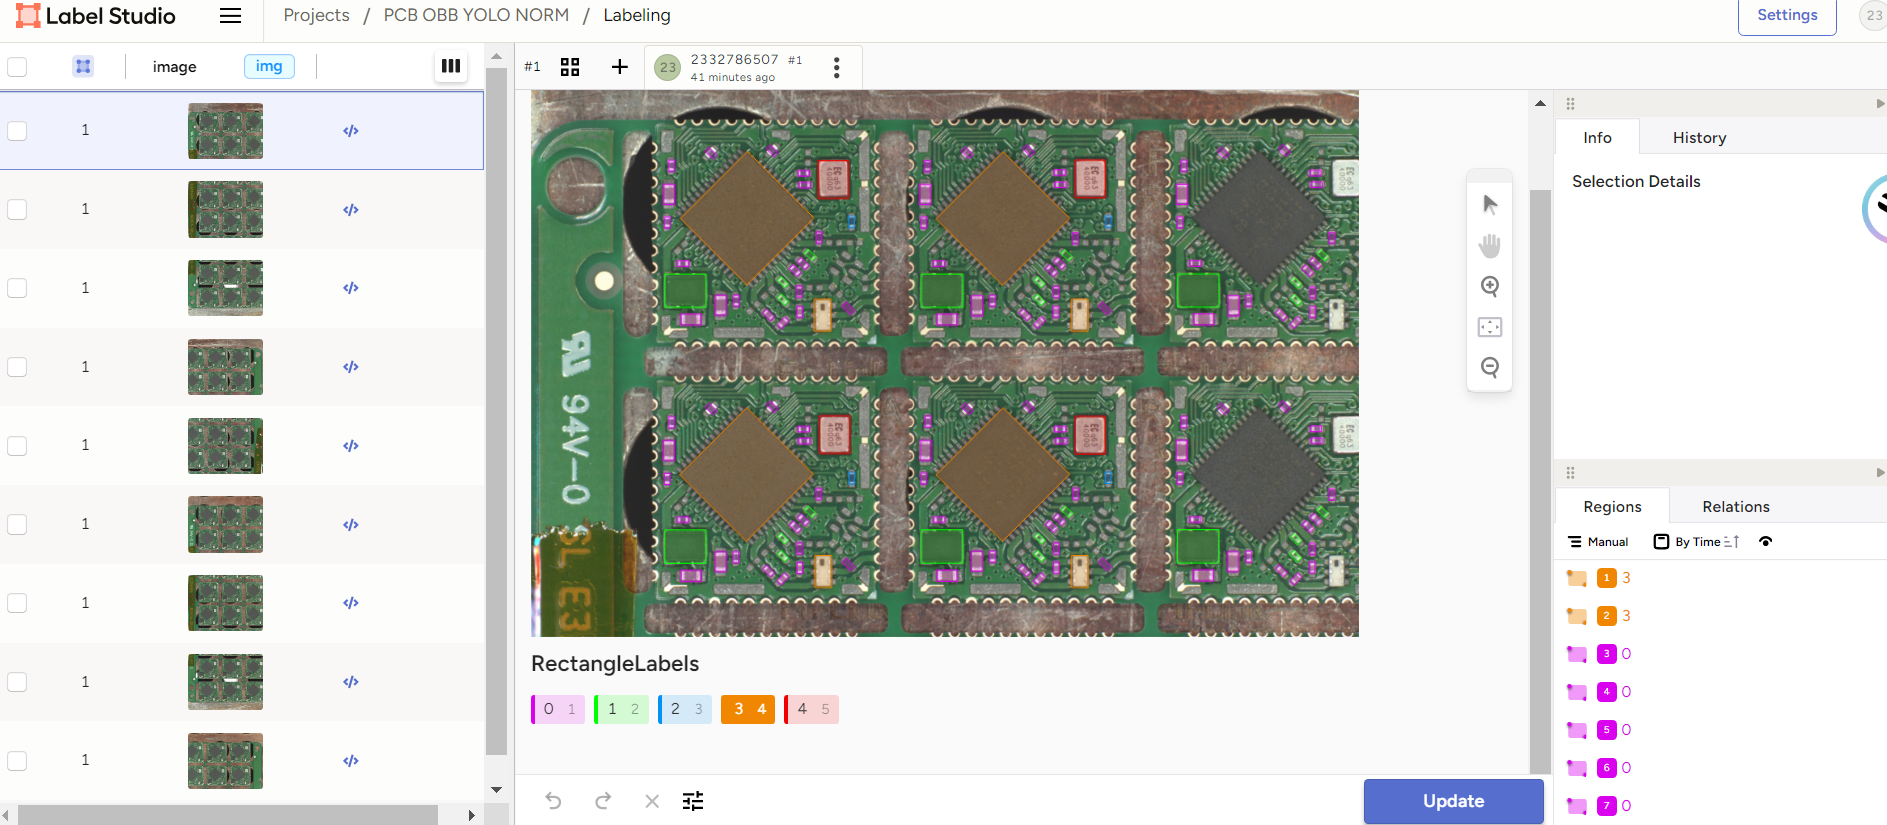 Label Studio
Projects / PCB OBB YOLO NORM / Labeling
Settings
23
image
img
#1
23
2332786507 #1
41 minutes ago
1
1
1
1
1
1
1
1
1
94V-0
RectangleLabels
0 1
1 2
2 3
3 4
4 5
Update
Info
History
Selection Details
Regions
Relations
Manual
By Time
1 3
2 3
3 0
4 0
5 0
6 0
7 0